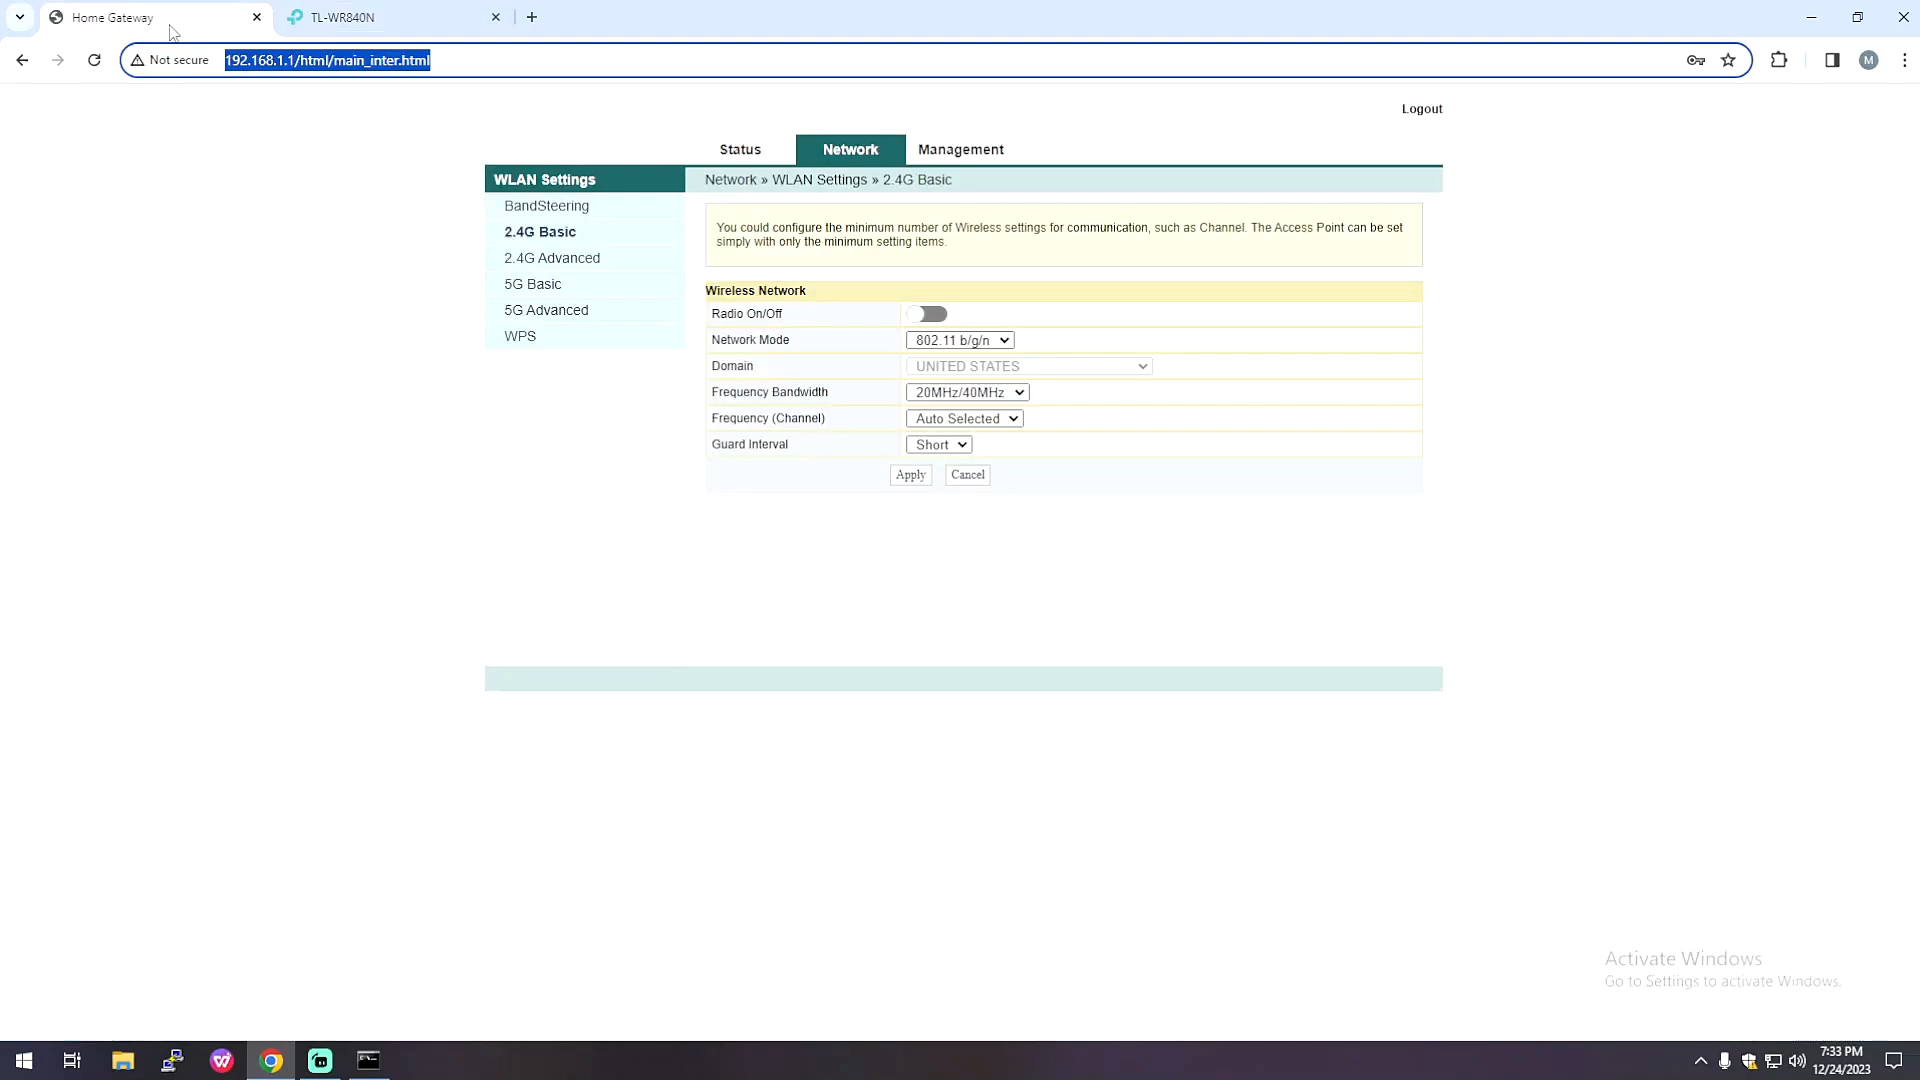 Home Gateway
TL-WR840N
Not secure
192.168.1.1/html/main_inter.html
M
Logout
Status
Network
Management
WLAN Settings
Network » WLAN Settings » 2.4G Basic
BandSteering
2.4G Basic
2.4G Advanced
5G Basic
5G Advanced
WPS
You could configure the minimum number of Wireless settings for communication, such as Channel. The Access Point can be set
simply with only the minimum setting items.
Wireless Network
Radio On/Off
Network Mode
802.11 b/g/n
Domain
UNITED STATES
Frequency Bandwidth
20MHz/40MHz
Frequency (Channel)
Auto Selected
Guard Interval
Short
Apply
Cancel
Activate Windows
Go to Settings to activate Windows.
7:33 PM
12/24/2023